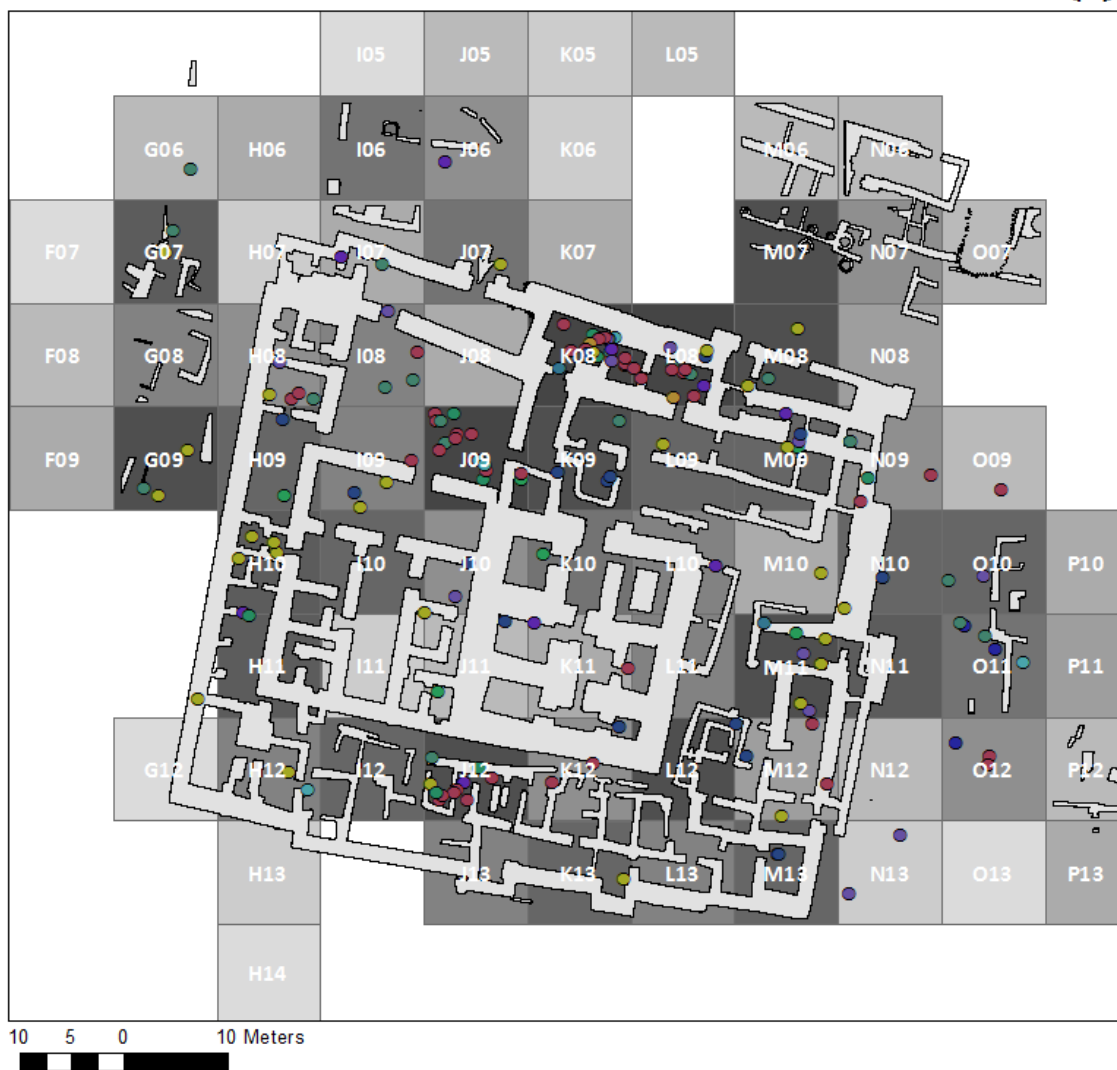 I05 J05 K05 L05
G06 H06 I06 J06 K06 M06 N06
F07 G07 H07 I07 J07 K07 M07 N07 O07
F08 G08 H08 I08 J08 K08 L08 M08 N08
F09 G09 H09 I09 J09 K09 L09 M08 N09 O09
H10 I10 J10 K10 L10 M10 N10 O10 P10
H11 I11 J11 K11 L11 M11 N11 O11 P11
G12 H12 I12 J12 K12 L12 M12 N12 O12 P12
H13 J13 K13 L13 M13 N13 O13 P13
H14
10 5 0 10 Meters